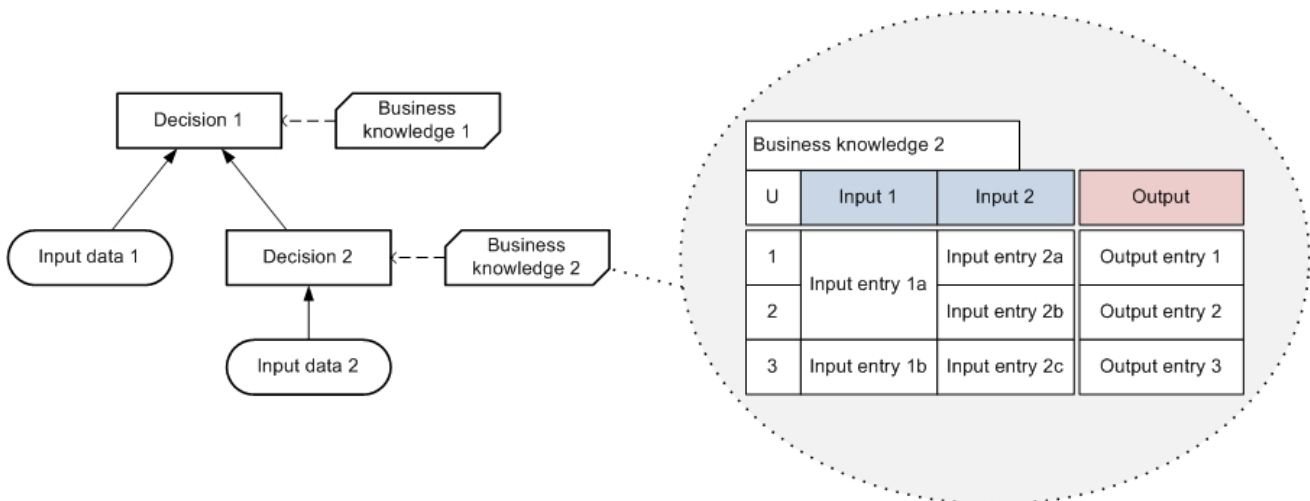 Decision 1
Business
knowledge 1
Input data 1
Decision 2
Business
knowledge 2
Input data 2
Business knowledge 2
U Input 1 Input 2 Output
1 Input entry 1a Input entry 2a Output entry 1
2 Input entry 2b Output entry 2
3 Input entry 1b Input entry 2c Output entry 3